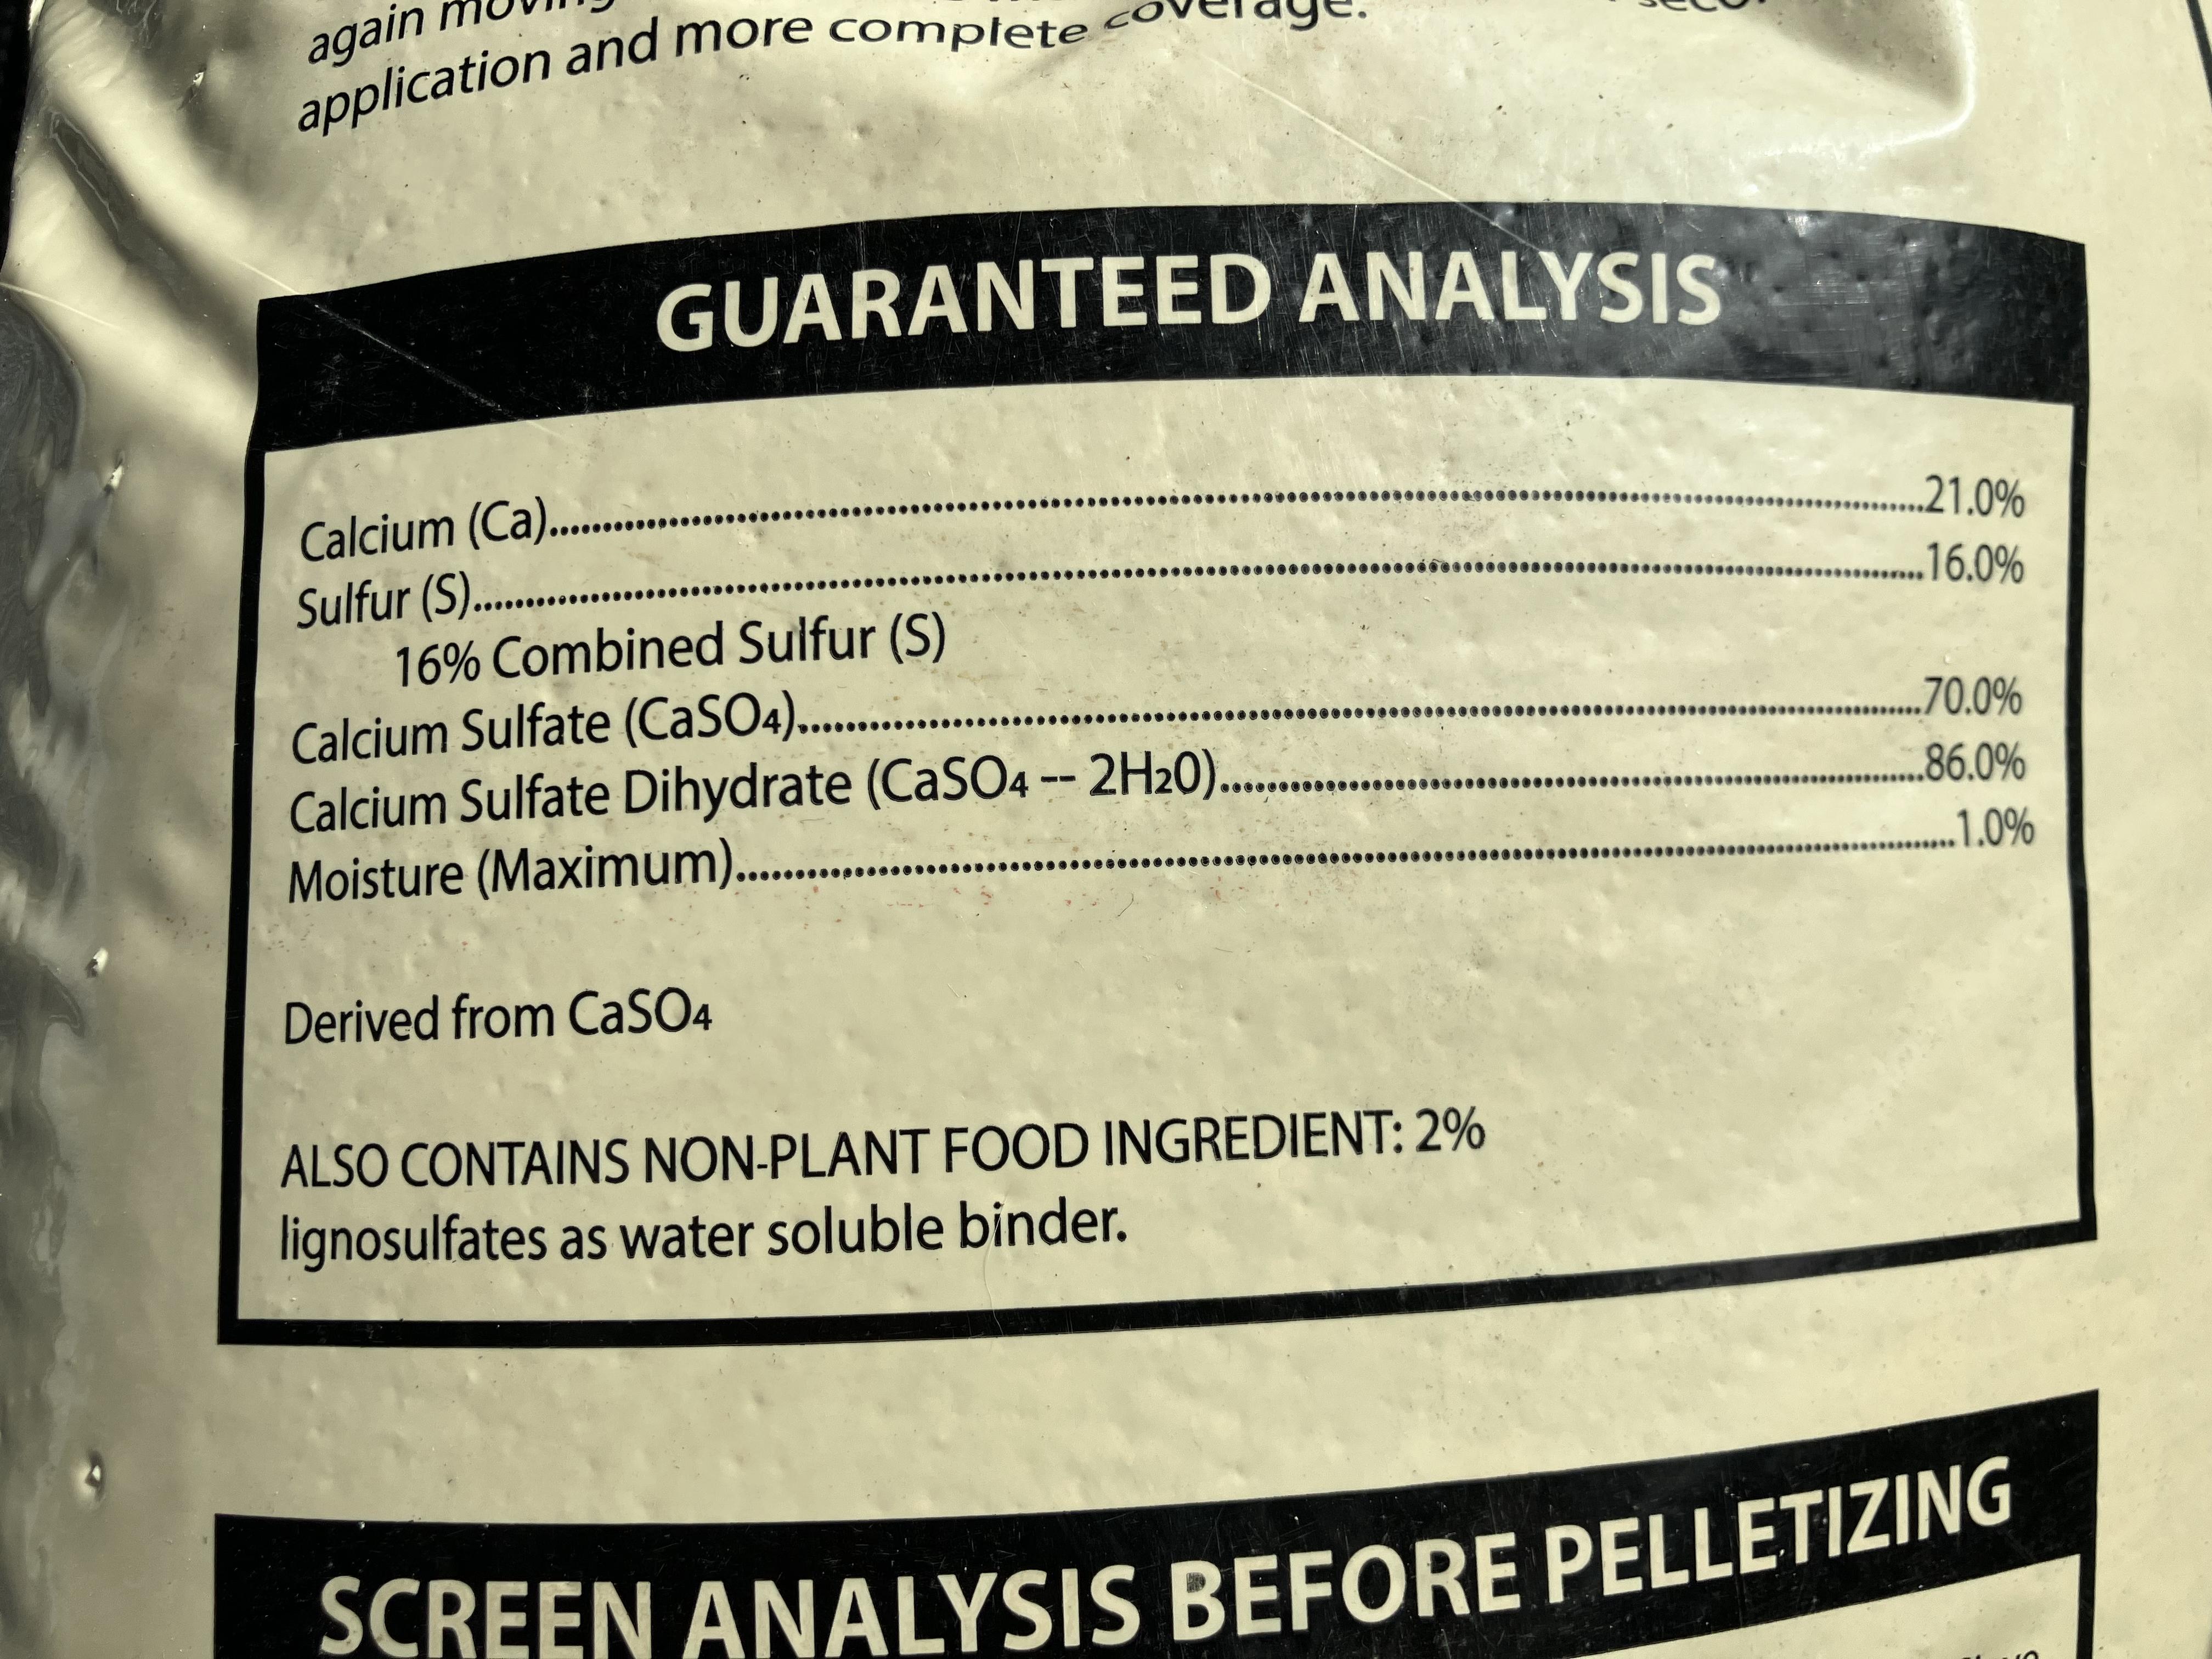 again moving
application and more complete coverage.
GUARANTEED ANALYSIS
Calcium (Ca)..........21.0%
Sulfur (S)..........16.0%
16% Combined Sulfur (S)
Calcium Sulfate (CaSO4)..........70.0%
Calcium Sulfate Dihydrate (CaSO4 -- 2H20)..........86.0%
Moisture (Maximum)..........1.0%
Derived from CaSO4
ALSO CONTAINS NON-PLANT FOOD INGREDIENT: 2%
lignosulfates as water soluble binder.
SCREEN ANALYSIS BEFORE PELLETIZING